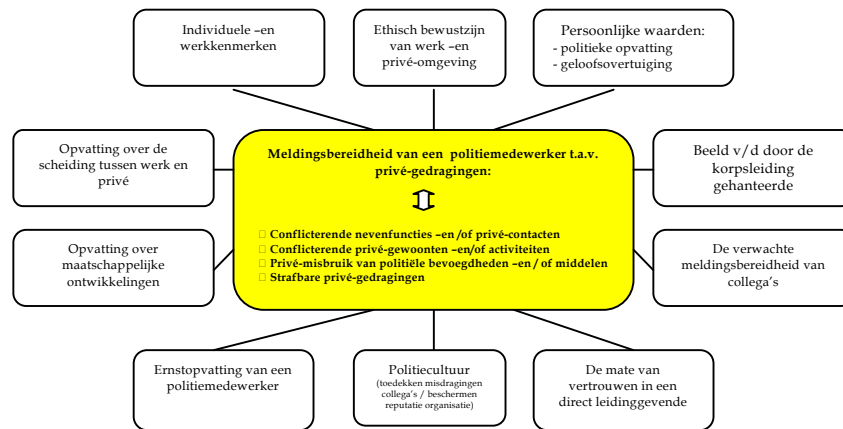 Individuele –en
werkkenmerken
Ethisch bewustzijn
van werk –en
privé-omgeving
Persoonlijke waarden:
- politieke opvatting
- geloofsovertuiging
Opvatting over de
scheiding tussen werk en
privé
Meldingsbereidheid van een politiemedewerker t.a.v.
privé-gedragingen:
Beeld v/d door de
korpsleiding
gehanteerde
Opvatting over
maatschappelijke
ontwikkelingen
□ Conflicterende nevenfuncties –en /of privé-contacten
□ Conflicterende privé-gewoonten –en/of activiteiten
□ Privé-misbruik van politiële bevoegdheden –en / of middelen
□ Strafbare privé-gedragingen
De verwachte
meldingsbereidheid van
collega's
Ernstopvatting van een
politiemedewerker
Politiecultuur
(toedekken misdragingen
collega's / beschermen
reputatie organisatie)
De mate van
vertrouwen in een
direct leidinggevende